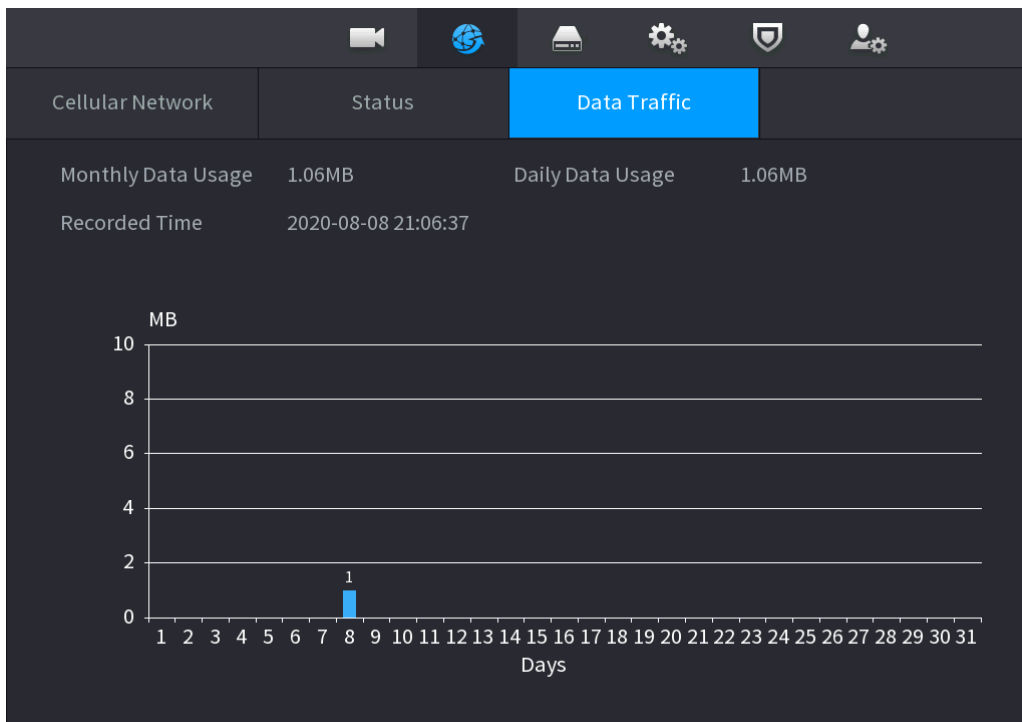 Cellular Network Status Data Traffic
Monthly Data Usage 1.06MB Daily Data Usage 1.06MB
Recorded Time 2020-08-08 21:06:37
MB
10
8
6
4
2
1
0
1 2 3 4 5 6 7 8 9 10 11 12 13 14 15 16 17 18 19 20 21 22 23 24 25 26 27 28 29 30 31
Days